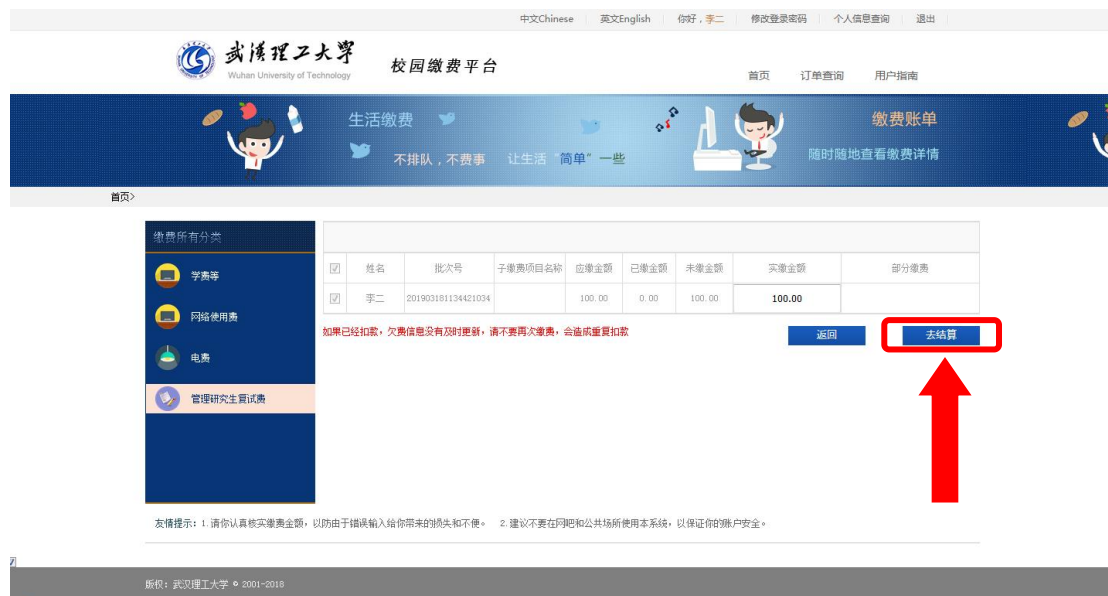 中文Chinese 英文English 你好，李二 修改登录密码 个人信息查询 退出
武汉理工大学
Wuhan University of Technology
校园缴费平台
首页 订单查询 用户指南
生活缴费
不排队，不费事 让生活“简单”一些
缴费账单
随时随地查看缴费详情
首页>
缴费所有分类
学费等
网络使用费
电费
管理研究生复试费
姓名 批次号 子缴费项目名称 应缴金额 已缴金额 未缴金额 实缴金额 部分缴费
李二 201903181134421034 100.00 0.00 100.00 100.00
如果已经扣款，欠费信息没有及时更新，请不要再次缴费，会造成重复扣款
返回 去结算
友情提示：1.请你认真核实缴费金额，以防由于错误输入给你带来的损失和不便。 2.建议不要在网吧和公共场所使用本系统，以保证你的账户安全。
版权：武汉理工大学 © 2001-2018